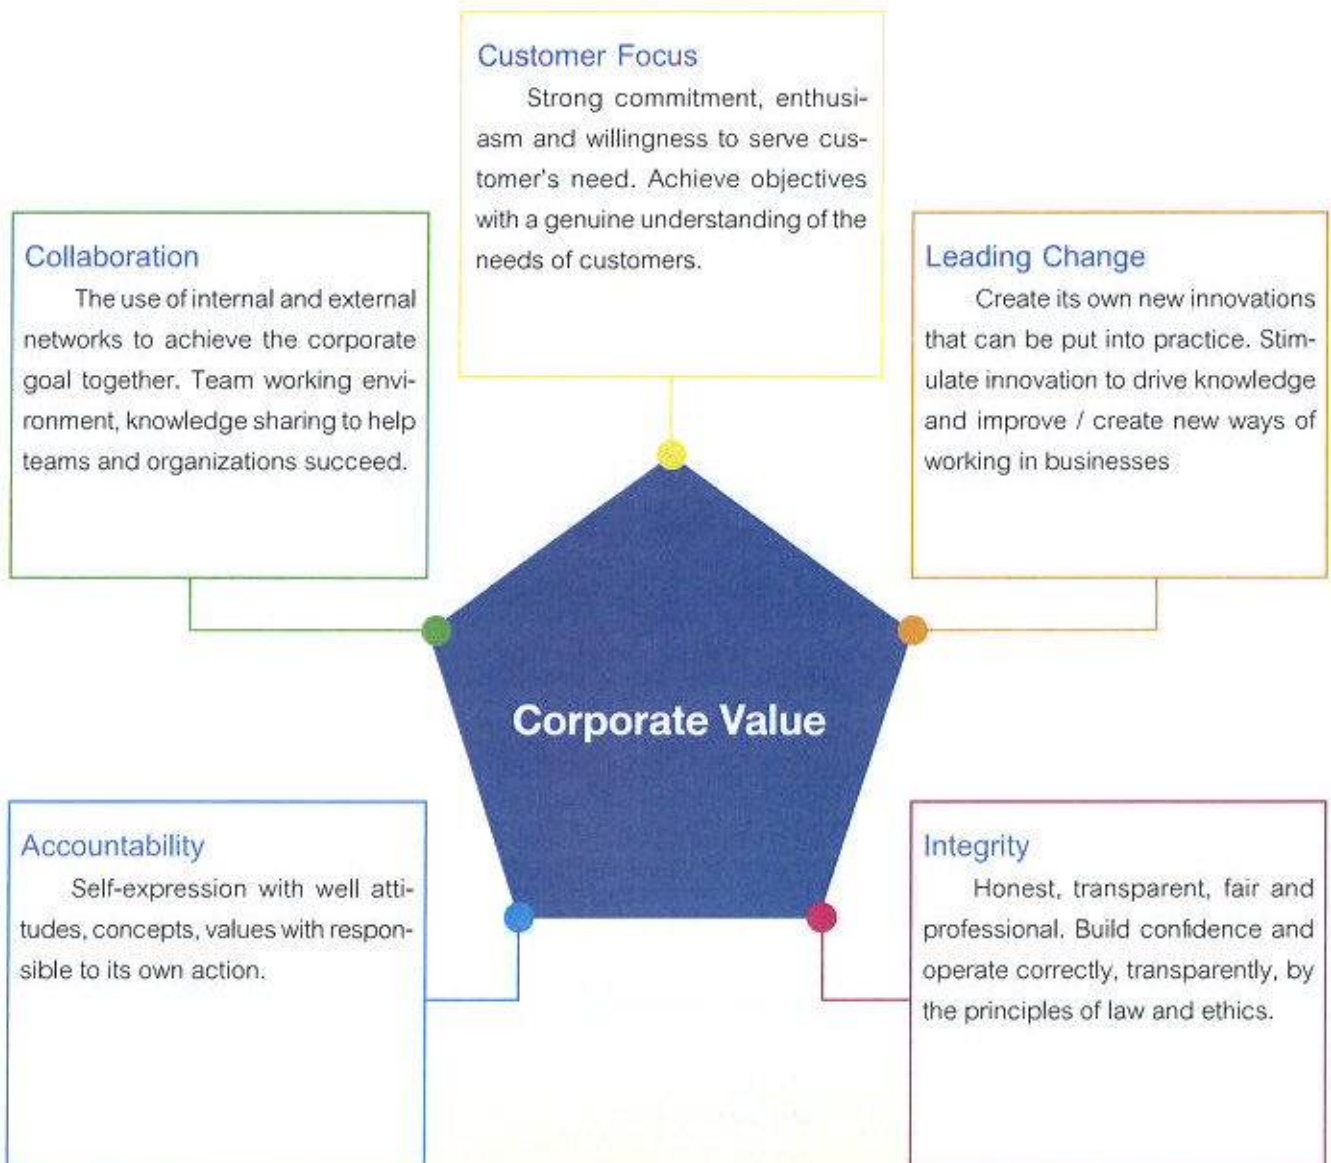 Customer Focus
Strong commitment, enthusi-
asm and willingness to serve cus-
tomer's need. Achieve objectives
with a genuine understanding of the
needs of customers.
Collaboration
The use of internal and external
networks to achieve the corporate
goal together. Team working envi-
ronment, knowledge sharing to help
teams and organizations succeed.
Leading Change
Create its own new innovations
that can be put into practice. Stim-
ulate innovation to drive knowledge
and improve / create new ways of
working in businesses
Corporate Value
Accountability
Self-expression with well atti-
tudes, concepts, values with respon-
sible to its own action.
Integrity
Honest, transparent, fair and
professional. Build confidence and
operate correctly, transparently, by
the principles of law and ethics.